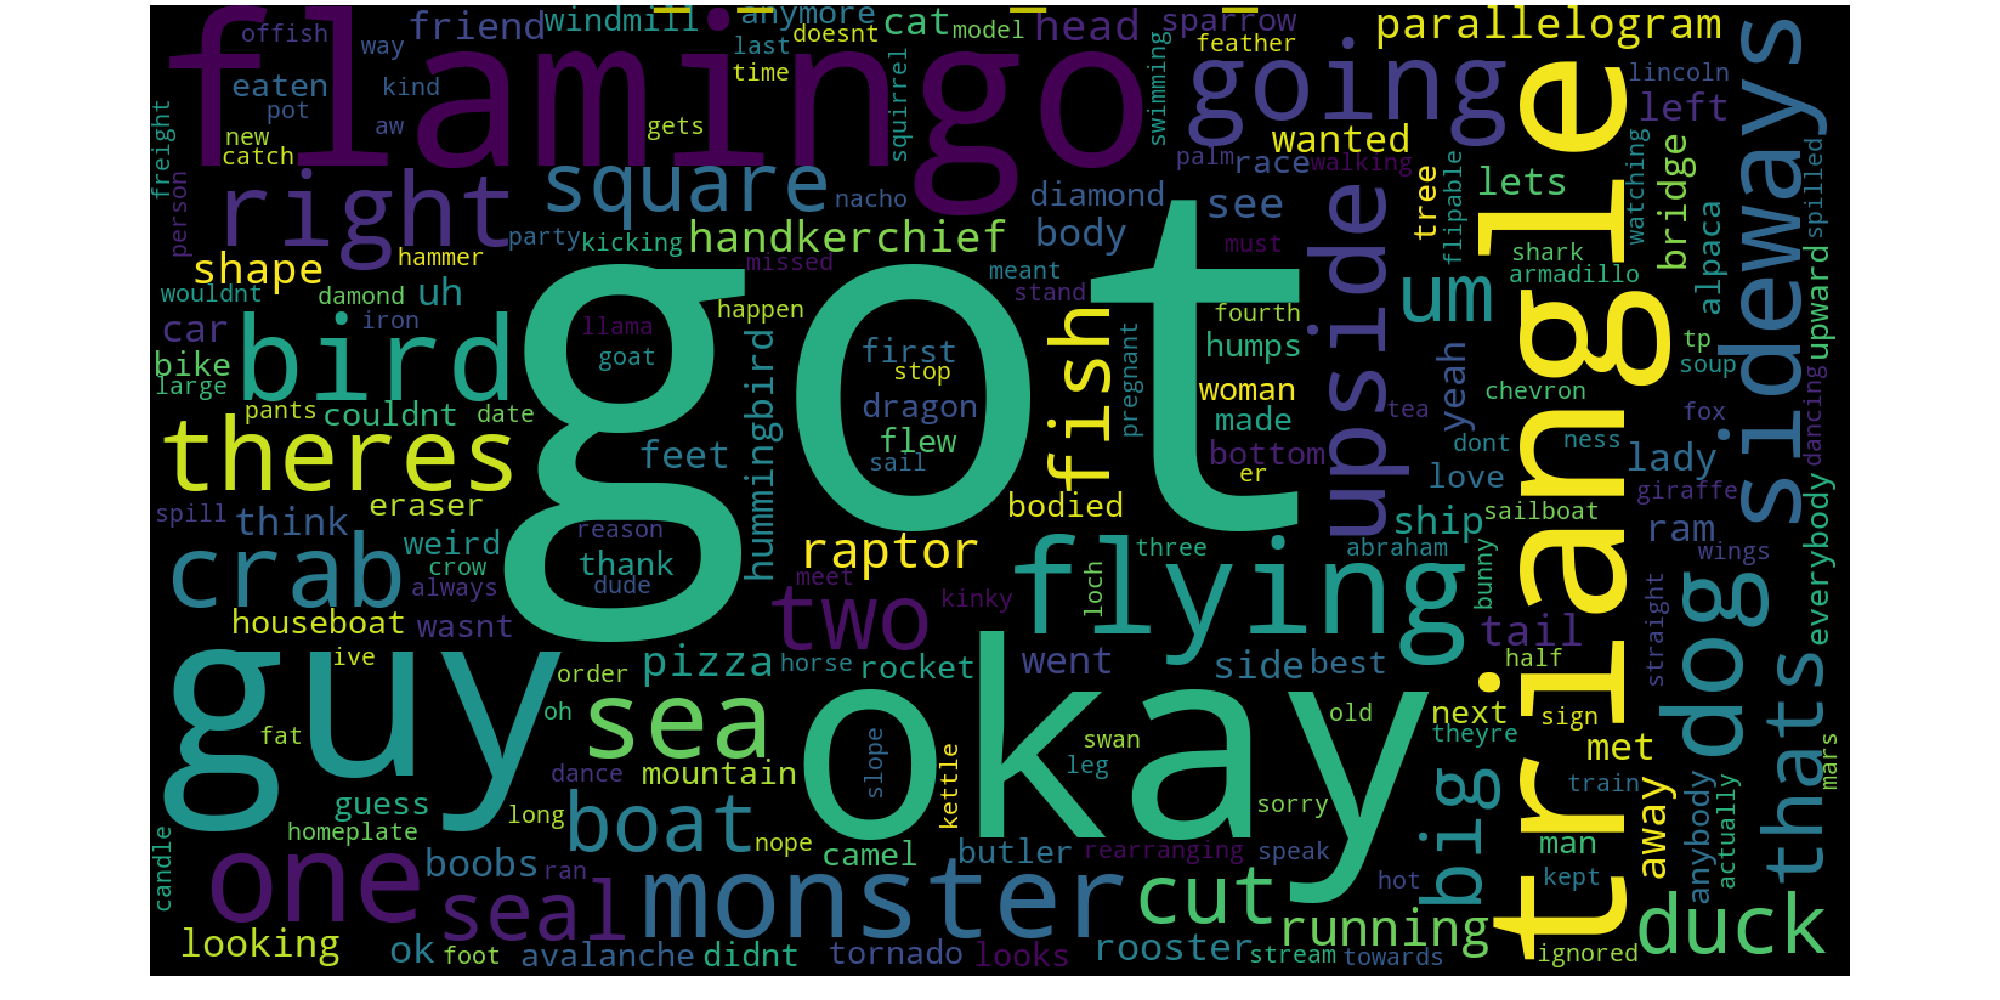 offish
way
friend
windmill
anymore
last
doesnt
cat
model
head
sparrow
feather
parallelogram
flamingo
eaten
kind
time
pot
aw
new
catch
gets
squirrel
swimming
going
wanted
lincoln
left
sideways
freight
person
right
square
nacho
diamond
palm
race
walking
see
tree
flipable
lets
watching
bridge
spilled
party
kicking
handkerchief
body
must
upside
triangle
shape
hammer
missed
meant
stand
shark
armadillo
alpaca
wouldnt
damond
uh
happen
fourth
um
upward
car
iron
llama
goat
bird
got
first
stop
fish
pregnant
humps
yeah
tp
soup
bike
large
hummingbird
dragon
woman
chevron
pants
couldnt
date
flew
made
tea
fox
dancing
theres
feet
sail
bottom
er
dont
ness
lady
love
giraffe
eraser
bodied
spill
think
reason
ship
sailboat
ram
crab
weird
crow
thank
raptor
flying
three
abraham
bunny
wings
everybody
always
dude
meet
two
kinky
loch
straight
dog
houseboat
wasnt
tail
ive
order
pizza
horse
rocket
went
side
best
half
thats
guy
okay
oh
sea
fat
slope
swan
leg
old
next
sign
theyre
met
mars
dance
mountain
kettle
train
guess
long
boat
sorry
big
away
anybody
actually
homeplate
nope
camel
butler
rearranging
speak
man
candle
one
boobs
ran
seal
monster
cut
hot
kept
duck
running
looking
ok
foot
avalanche
didnt
tornado
looks
rooster
stream
towards
ignored